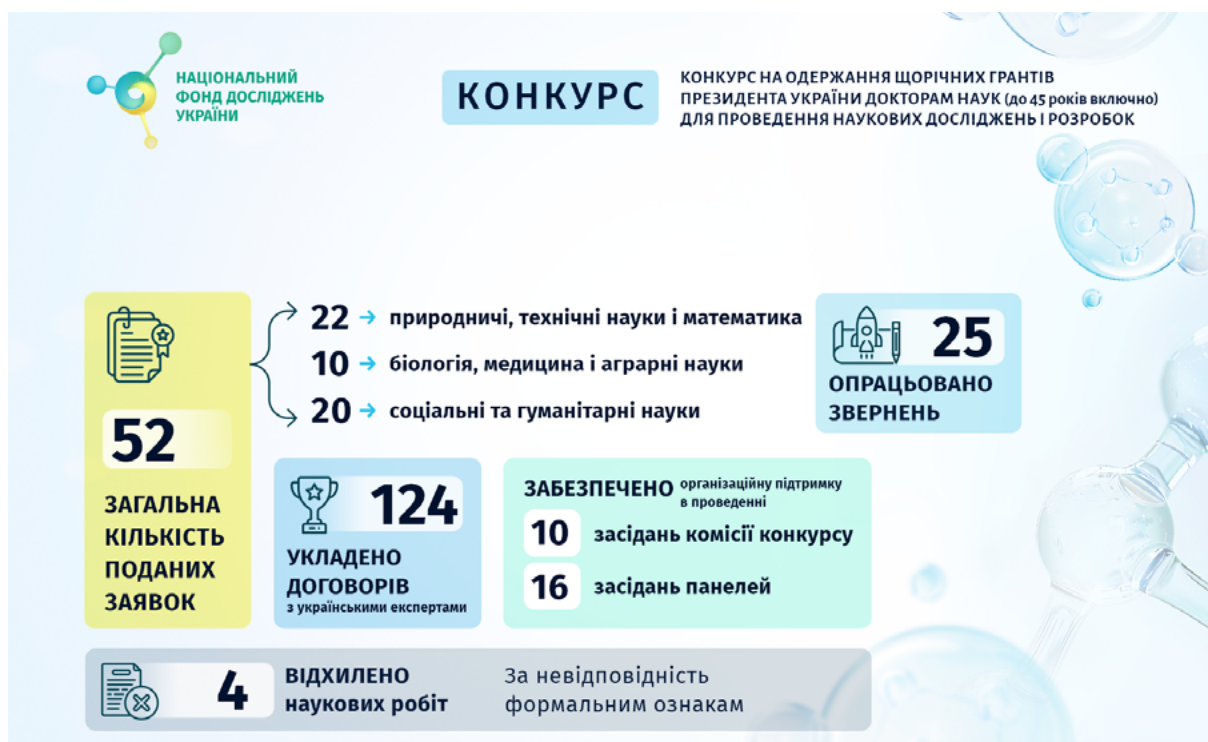 НАЦІОНАЛЬНИЙ
ФОНД ДОСЛІДЖЕНЬ
УКРАЇНИ
КОНКУРС
КОНКУРС НА ОДЕРЖАННЯ ЩОРІЧНИХ ГРАНТІВ
ПРЕЗИДЕНТА УКРАЇНИ ДОКТОРАМ НАУК (до 45 років включно)
ДЛЯ ПРОВЕДЕННЯ НАУКОВИХ ДОСЛІДЖЕНЬ І РОЗРОБОК
52
ЗАГАЛЬНА
КІЛЬКІСТЬ
ПОДАНИХ
ЗАЯВОК
22 → природничі, технічні науки і математика
10 → біологія, медицина і аграрні науки
20 → соціальні та гуманітарні науки
25
ОПРАЦЬОВАНО
ЗВЕРНЕНЬ
124
УКЛАДЕНО
ДОГОВОРІВ
з українськими експертами
ЗАБЕЗПЕЧЕНО організаційну підтримку
в проведенні
10 засідань комісії конкурсу
16 засідань панелей
4
ВІДХИЛЕНО
наукових робіт
За невідповідність
формальним ознакам